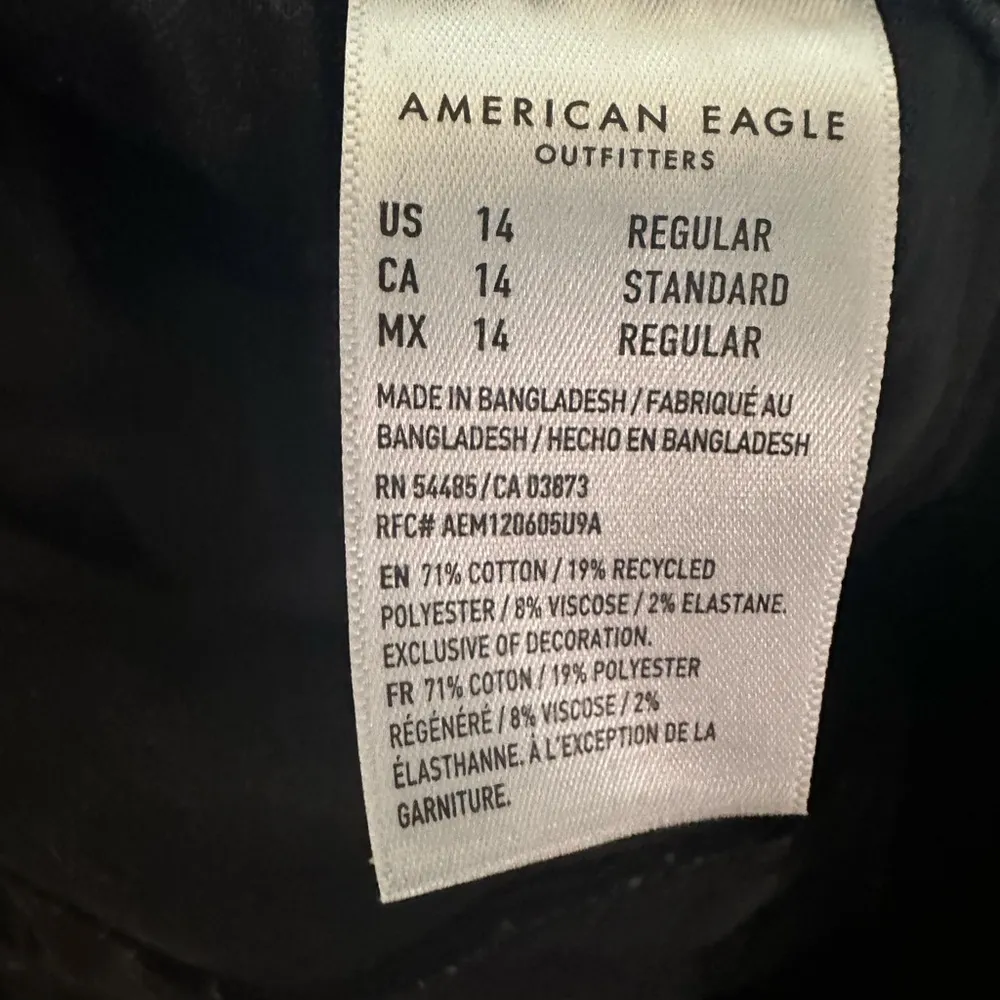 AMERICAN EAGLE
OUTFITTERS
US 14 REGULAR
CA 14 STANDARD
MX 14 REGULAR
MADE IN BANGLADESH / FABRIQUÉ AU
BANGLADESH / HECHO EN BANGLADESH
RN 54485 / CA 03873
RFC# AEM120605U9A
EN 71% COTTON / 19% RECYCLED
POLYESTER / 8% VISCOSE / 2% ELASTANE.
EXCLUSIVE OF DECORATION.
FR 71% COTON / 19% POLYESTER
RÉGÉNÉRÉ / 8% VISCOSE / 2%
ÉLASTHANNE. À L'EXCEPTION DE LA
GARNITURE.